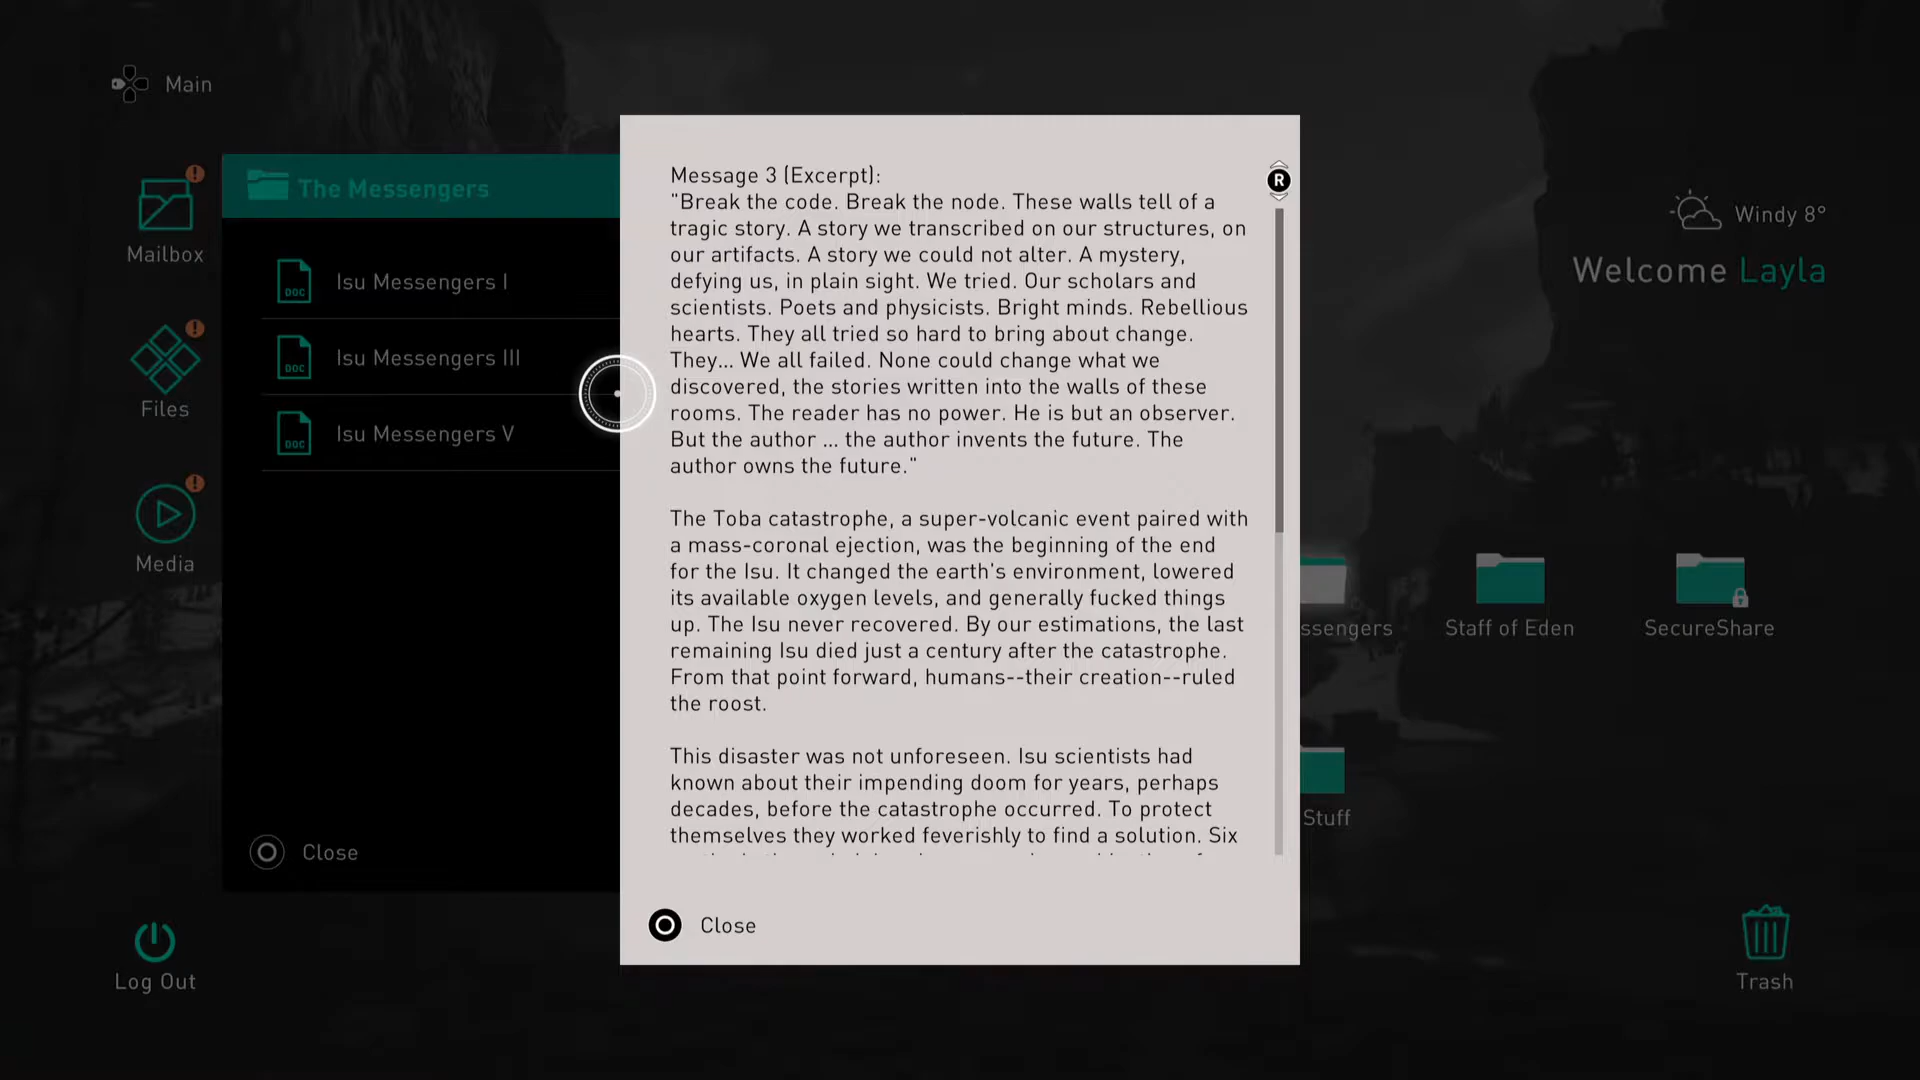 Main
Mailbox
Files
Media
Log Out
The Messengers
DOC
Isu Messengers I
DOC
Isu Messengers III
DOC
Isu Messengers V
Close
Message 3 (Excerpt):
"Break the code. Break the node. These walls tell of a
tragic story. A story we transcribed on our structures, on
our artifacts. A story we could not alter. A mystery,
defying us, in plain sight. We tried. Our scholars and
scientists. Poets and physicists. Bright minds. Rebellious
hearts. They all tried so hard to bring about change.
They... We all failed. None could change what we
discovered, the stories written into the walls of these
rooms. The reader has no power. He is but an observer.
But the author ... the author invents the future. The
author owns the future."
The Toba catastrophe, a super-volcanic event paired with
a mass-coronal ejection, was the beginning of the end
for the Isu. It changed the earth's environment, lowered
its available oxygen levels, and generally fucked things
up. The Isu never recovered. By our estimations, the last
remaining Isu died just a century after the catastrophe.
From that point forward, humans--their creation--ruled
the roost.
This disaster was not unforeseen. Isu scientists had
known about their impending doom for years, perhaps
decades, before the catastrophe occurred. To protect
themselves they worked feverishly to find a solution. Six
R
Close
Windy 8°
Welcome Layla
ssengers
Staff of Eden
SecureShare
Stuff
Trash